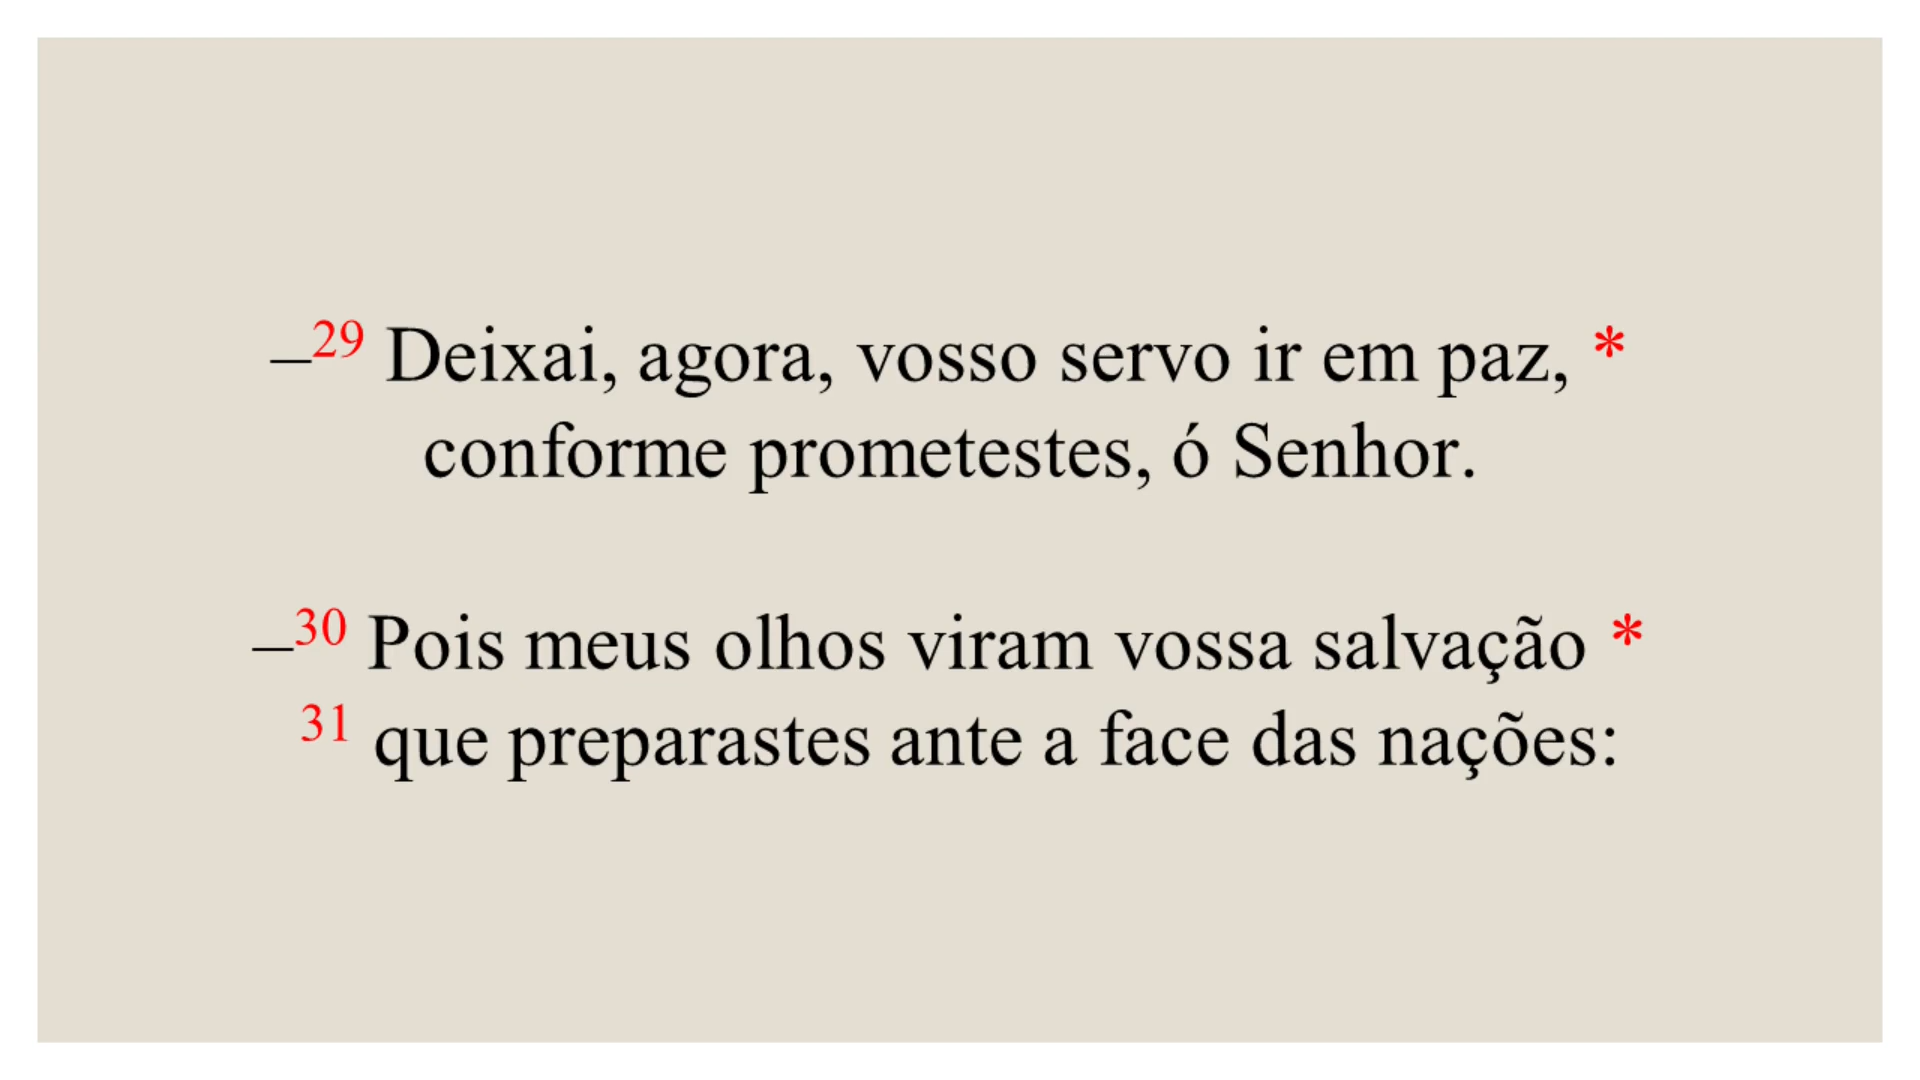 –29 Deixai, agora, vosso servo ir em paz, *
conforme prometestes, ó Senhor.
–30 Pois meus olhos viram vossa salvação *
31 que preparastes ante a face das nações: